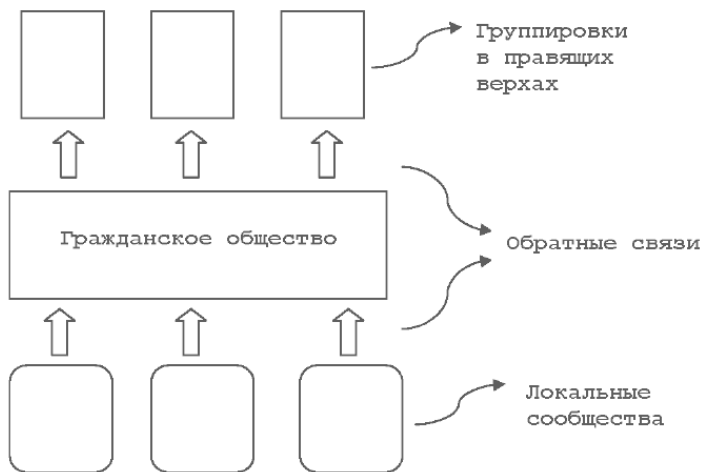 Группировки
в правящих
верхах
Гражданское общество
Обратные связи
Локальные
сообщества